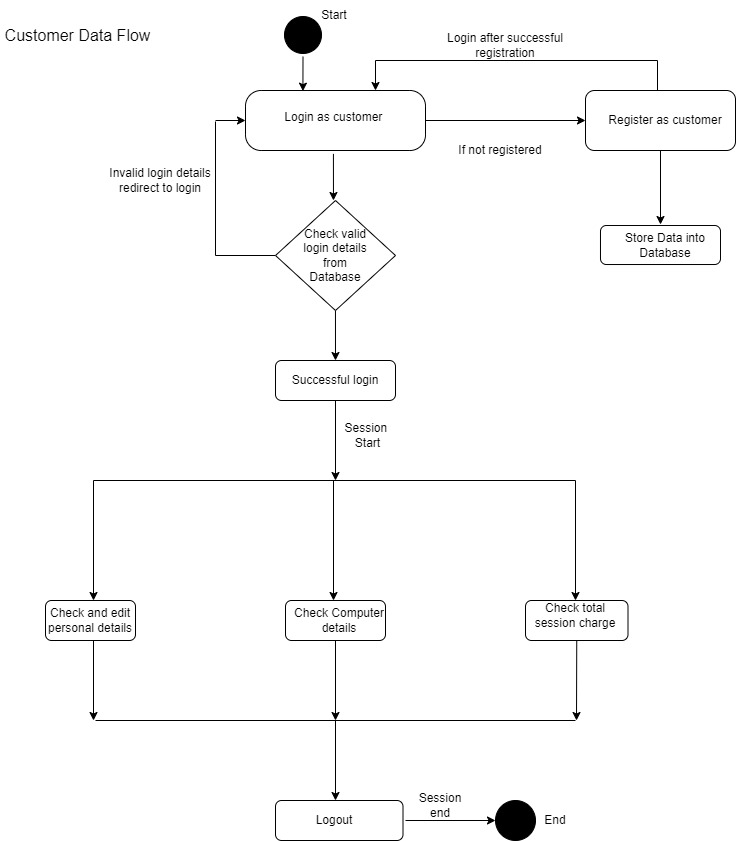 Start
Customer Data Flow
Login after successful
registration
Login as customer
Register as customer
If not registered
Invalid login details
redirect to login
Check valid
login details
from
Database
Store Data into
Database
Successful login
Session
Start
Check and edit
personal details
Check Computer
details
Check total
session charge
Session
end
Logout
End